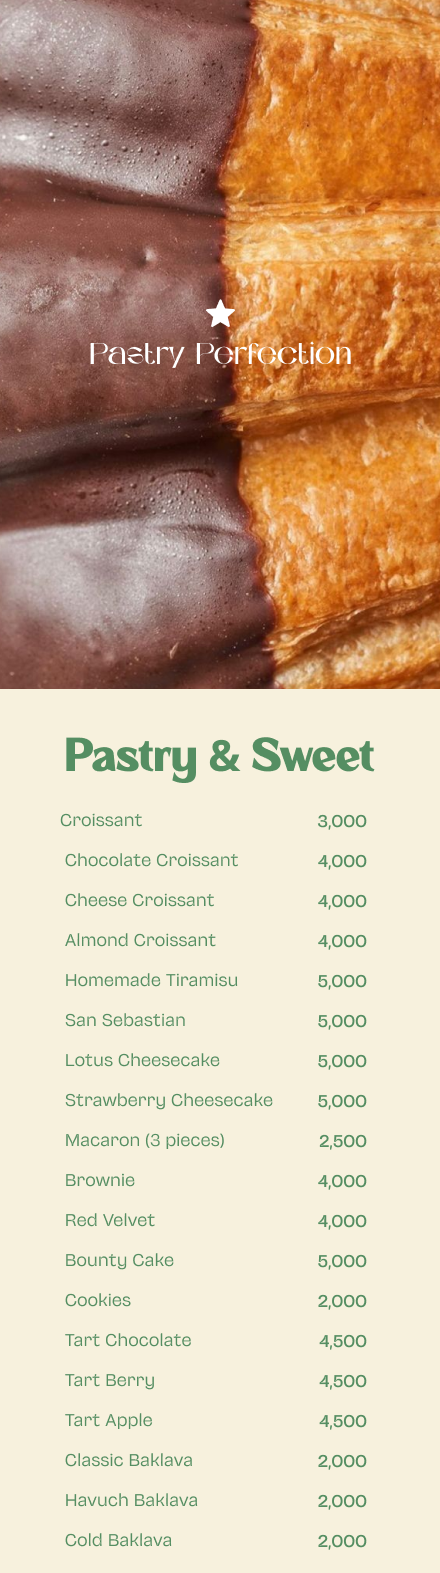 Pastry Perfection
Pastry & Sweet
Croissant 3,000
Chocolate Croissant 4,000
Cheese Croissant 4,000
Almond Croissant 4,000
Homemade Tiramisu 5,000
San Sebastian 5,000
Lotus Cheesecake 5,000
Strawberry Cheesecake 5,000
Macaron (3 pieces) 2,500
Brownie 4,000
Red Velvet 4,000
Bounty Cake 5,000
Cookies 2,000
Tart Chocolate 4,500
Tart Berry 4,500
Tart Apple 4,500
Classic Baklava 2,000
Havuch Baklava 2,000
Cold Baklava 2,000